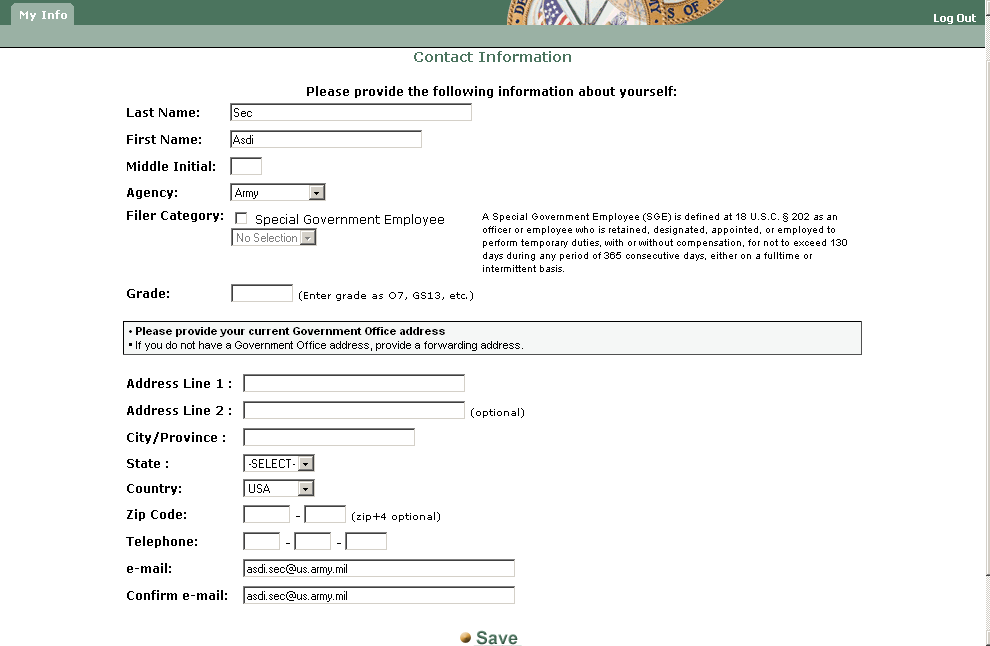 My Info
Log Out
Contact Information
Please provide the following information about yourself:
Last Name: Sec
First Name: Asdi
Middle Initial:
Agency: Army
Filer Category: Special Government Employee
No Selection
A Special Government Employee (SGE) is defined at 18 U.S.C. § 202 as an
officer or employee who is retained, designated, appointed, or employed to
perform temporary duties, with or without compensation, for not to exceed 130
days during any period of 365 consecutive days, either on a fulltime or
intermittent basis.
Grade: (Enter grade as O7, GS13, etc.)
• Please provide your current Government Office address
▪ If you do not have a Government Office address, provide a forwarding address.
Address Line 1 :
Address Line 2 : (optional)
City/Province :
State : -SELECT-
Country: USA
Zip Code: - (zip+4 optional)
Telephone: - -
e-mail: asdi.sec@us.army.mil
Confirm e-mail: asdi.sec@us.army.mil
Save